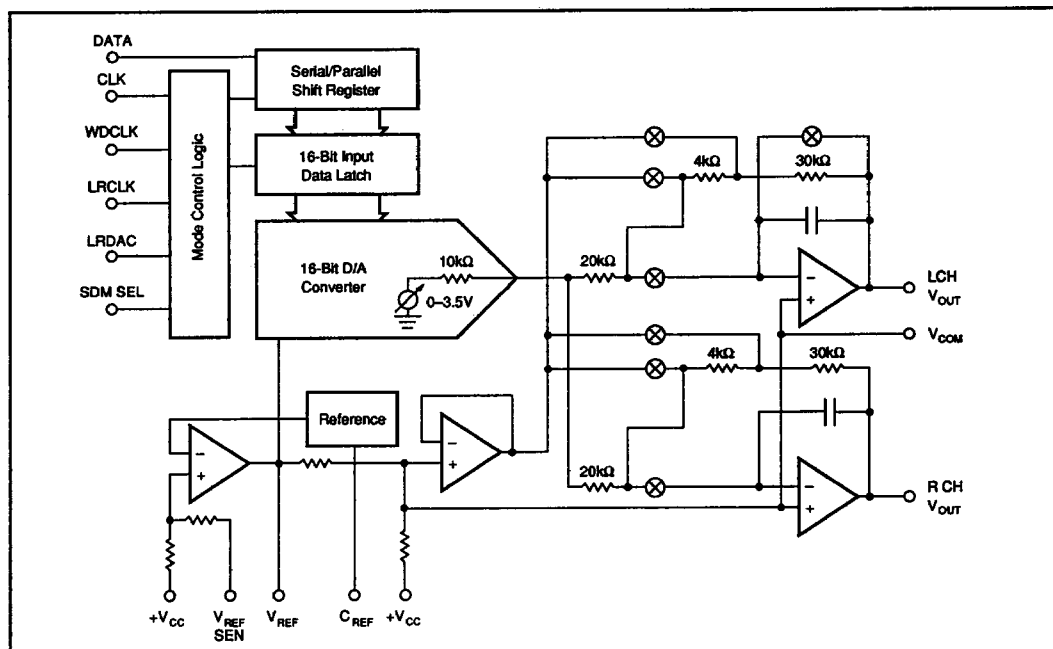 DATA
CLK
WDCLK
LRCLK
LRDAC
SDM SEL
Mode Control Logic
Serial/Parallel
Shift Register
16-Bit Input
Data Latch
16-Bit D/A
Converter
10kΩ
0–3.5V
4kΩ
30kΩ
20kΩ
LCH
VOUT
VCOM
4kΩ
30kΩ
20kΩ
R CH
VOUT
Reference
+VCC
VREF
SEN
VREF
CREF
+VCC